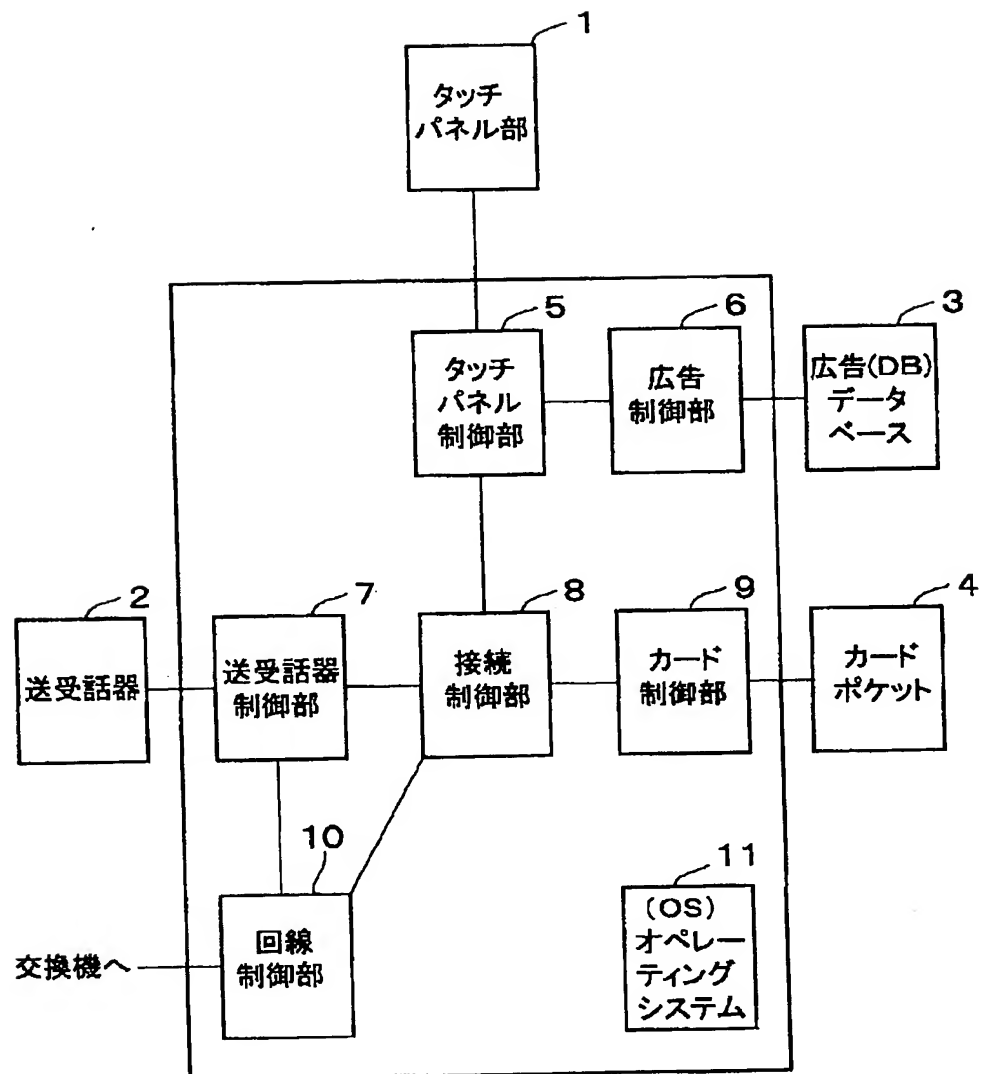 1
タッチ
パネル部
5
タッチ
パネル
制御部
6
広告
制御部
3
広告(DB)
データ
ベース
2
送受話器
7
送受話器
制御部
8
接続
制御部
9
カード
制御部
4
カード
ポケット
10
回線
制御部
交換機へ
11
(OS)
オペレー
ティング
システム